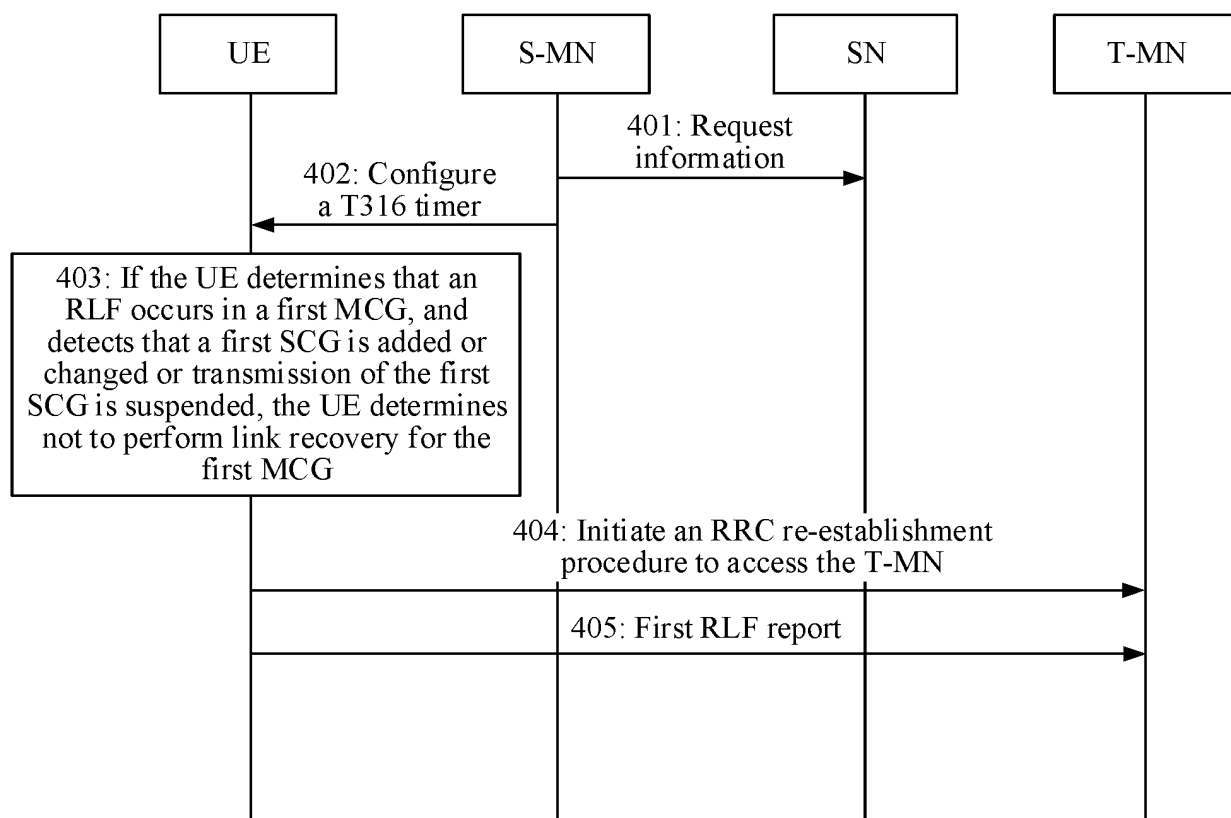 UE
S-MN
SN
T-MN
401: Request
information
402: Configure
a T316 timer
403: If the UE determines that an
RLF occurs in a first MCG, and
detects that a first SCG is added or
changed or transmission of the first
SCG is suspended, the UE determines
not to perform link recovery for the
first MCG
404: Initiate an RRC re-establishment
procedure to access the T-MN
405: First RLF report